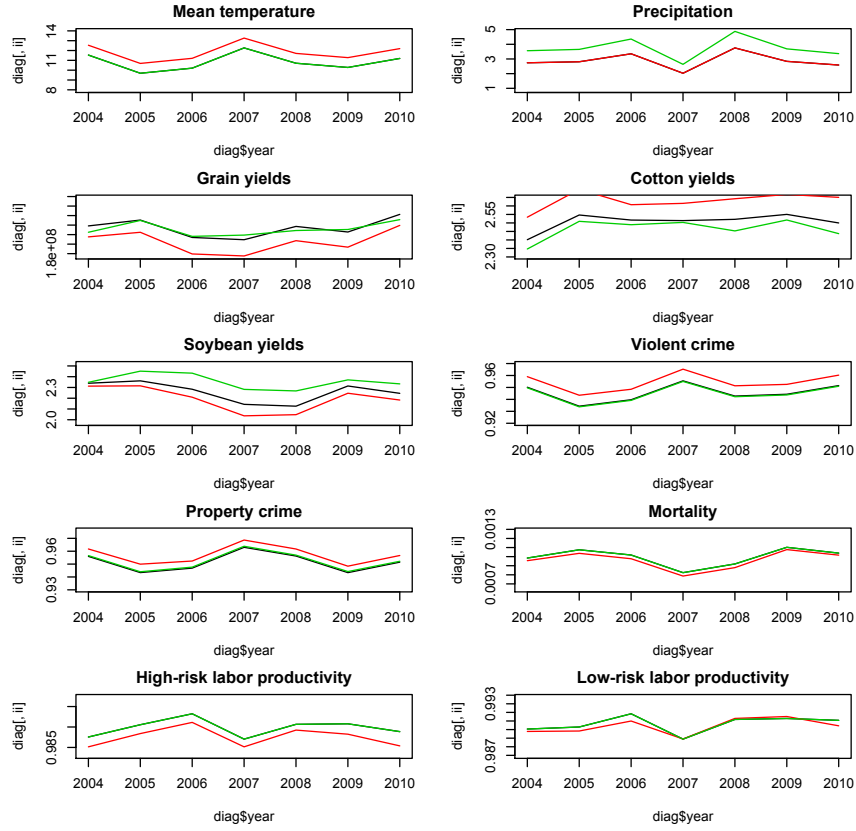 Mean temperature
diag[, ii]
8 11 14
2004 2005 2006 2007 2008 2009 2010
diag$year
Precipitation
diag[, ii]
1 3 5
2004 2005 2006 2007 2008 2009 2010
diag$year
Grain yields
diag[, ii]
1.8e+08
2004 2005 2006 2007 2008 2009 2010
diag$year
Cotton yields
diag[, ii]
2.30 2.55
2004 2005 2006 2007 2008 2009 2010
diag$year
Soybean yields
diag[, ii]
2.0 2.3
2004 2005 2006 2007 2008 2009 2010
diag$year
Violent crime
diag[, ii]
0.92 0.96
2004 2005 2006 2007 2008 2009 2010
diag$year
Property crime
diag[, ii]
0.93 0.96
2004 2005 2006 2007 2008 2009 2010
diag$year
Mortality
diag[, ii]
0.0007 0.0013
2004 2005 2006 2007 2008 2009 2010
diag$year
High-risk labor productivity
diag[, ii]
0.985
2004 2005 2006 2007 2008 2009 2010
diag$year
Low-risk labor productivity
diag[, ii]
0.987 0.993
2004 2005 2006 2007 2008 2009 2010
diag$year